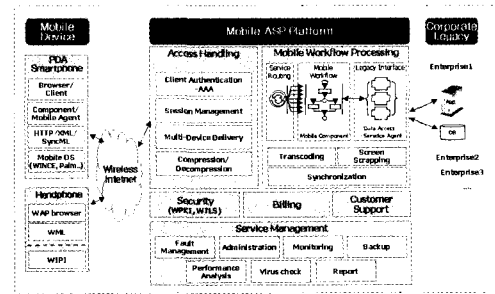 Mobile
Device
PDA
Smartphone
Browser/
Client
Component/
Mobile Agent
HTTP/XML/
SyncML
Mobile OS
(WINCE, Palm..)
Handphone
WAP browser
WML
WIPI
Wireless
Internet
Mobile ASP Platform
Access Handling
Client Authentication
-AAA
Session Management
Multi-Device Delivery
Compression/
Decompression
Mobile Workflow Processing
Service
Routing
Mobile
Workflow
Legacy Interface
Mobile Component
Data Access
Service Agent
Transcoding
Screen
Scrapping
Synchronization
Security
(WPKI, WTLS)
Billing
Customer
Support
Service Management
Fault
Management
Administration
Monitoring
Backup
Performance
Analysis
Virus check
Report
Corporate
Legacy
Enterprise1
DB
Enterprise2
Enterprise3
...